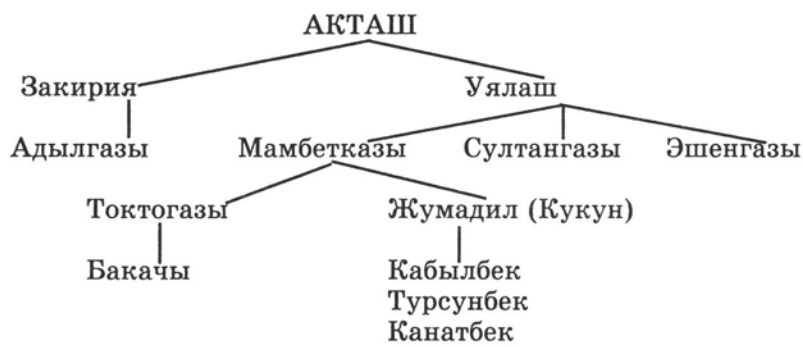 АКТАШ
Закирия Уялаш
Адылгазы Мамбетказы Султангазы Эшенгазы
Токтогазы Жумадил (Кукун)
Бакачы Кабылбек
Турсунбек
Канатбек